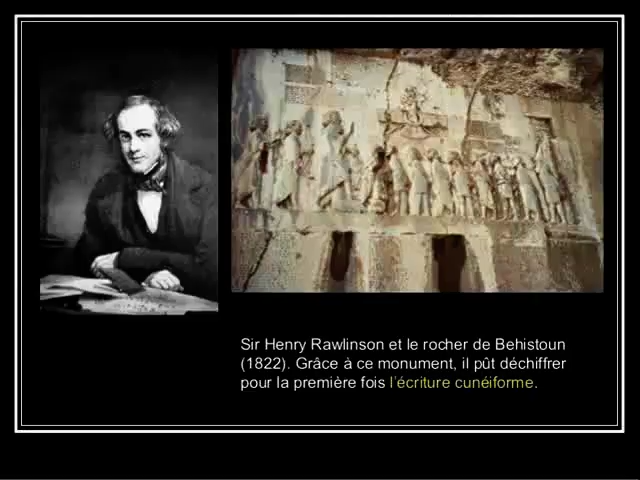 Sir Henry Rawlinson et le rocher de Behistoun
(1822). Grâce à ce monument, il pût déchiffrer
pour la première fois l'écriture cunéiforme.